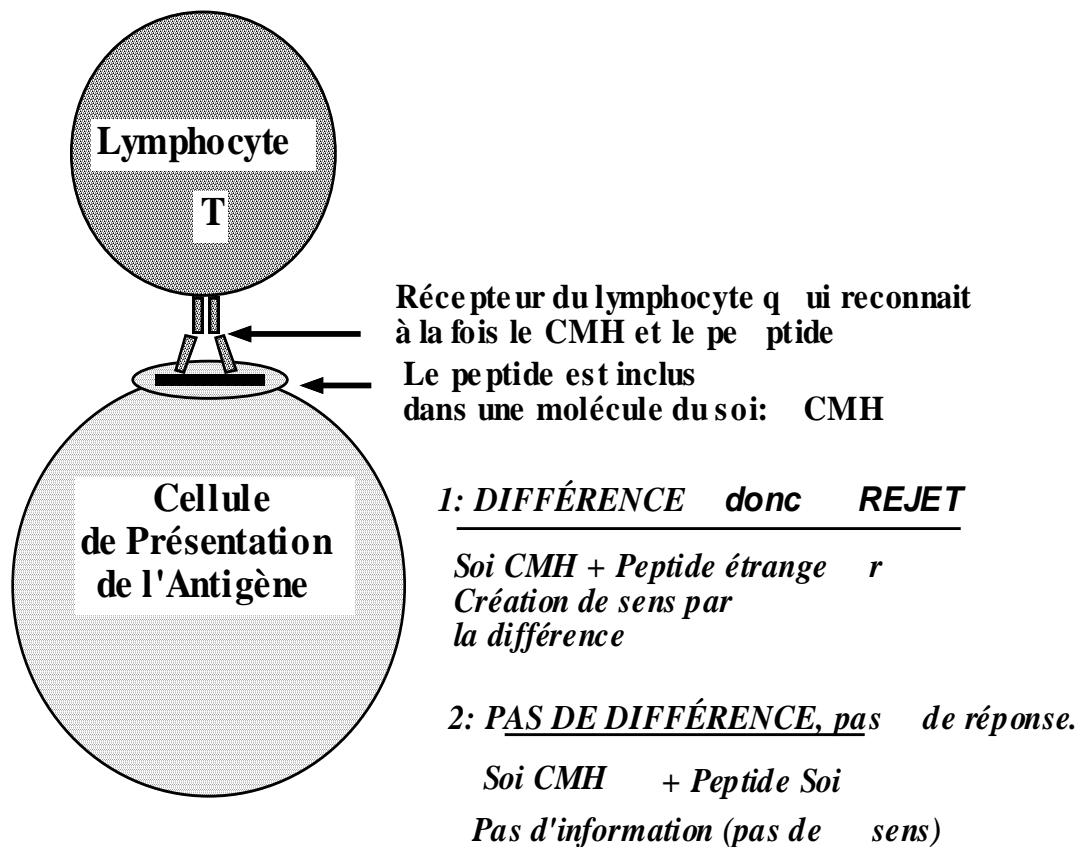 Lymphocyte
T
Récepteur du lymphocyte qui reconnait
à la fois le CMH et le peptide
Le peptide est inclus
dans une molécule du soi: CMH
Cellule
de Présentation
de l'Antigène
1: DIFFÉRENCE donc REJET
Soi CMH + Peptide étranger
Création de sens par
la différence
2: PAS DE DIFFÉRENCE, pas de réponse.
Soi CMH + Peptide Soi
Pas d'information (pas de sens)